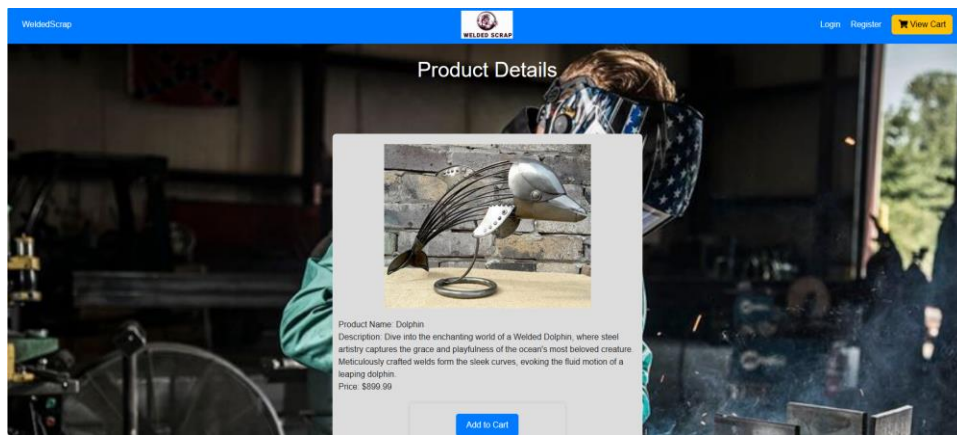 WeldedScrap
WELDED SCRAP
Login Register View Cart
Product Details
Product Name: Dolphin
Description: Dive into the enchanting world of a Welded Dolphin, where steel
artistry captures the grace and playfulness of the ocean's most beloved creature.
Meticulously crafted welds form the sleek curves, evoking the fluid motion of a
leaping dolphin.
Price: $899.99
Add to Cart